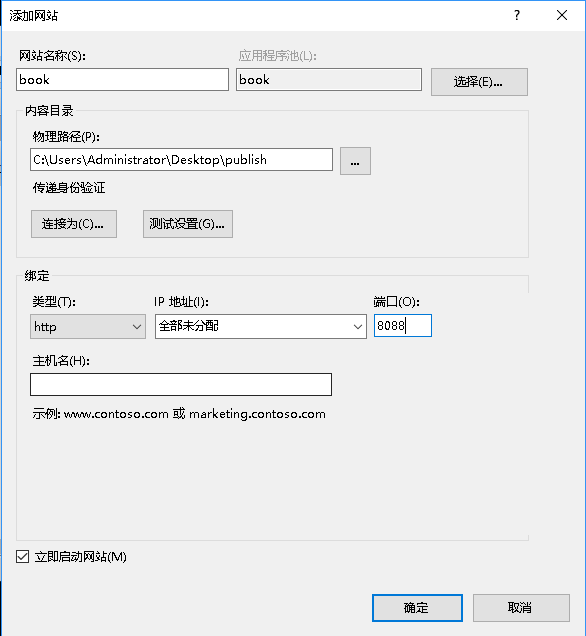 添加网站 ?
网站名称(S): 应用程序池(L):
book book 选择(E)...
内容目录
物理路径(P):
C:\Users\Administrator\Desktop\publish ...
传递身份验证
连接为(C)... 测试设置(G)...
绑定
类型(T): IP 地址(I): 端口(O):
http 全部未分配 8088
主机名(H):
示例: www.contoso.com 或 marketing.contoso.com
立即启动网站(M)
确定 取消